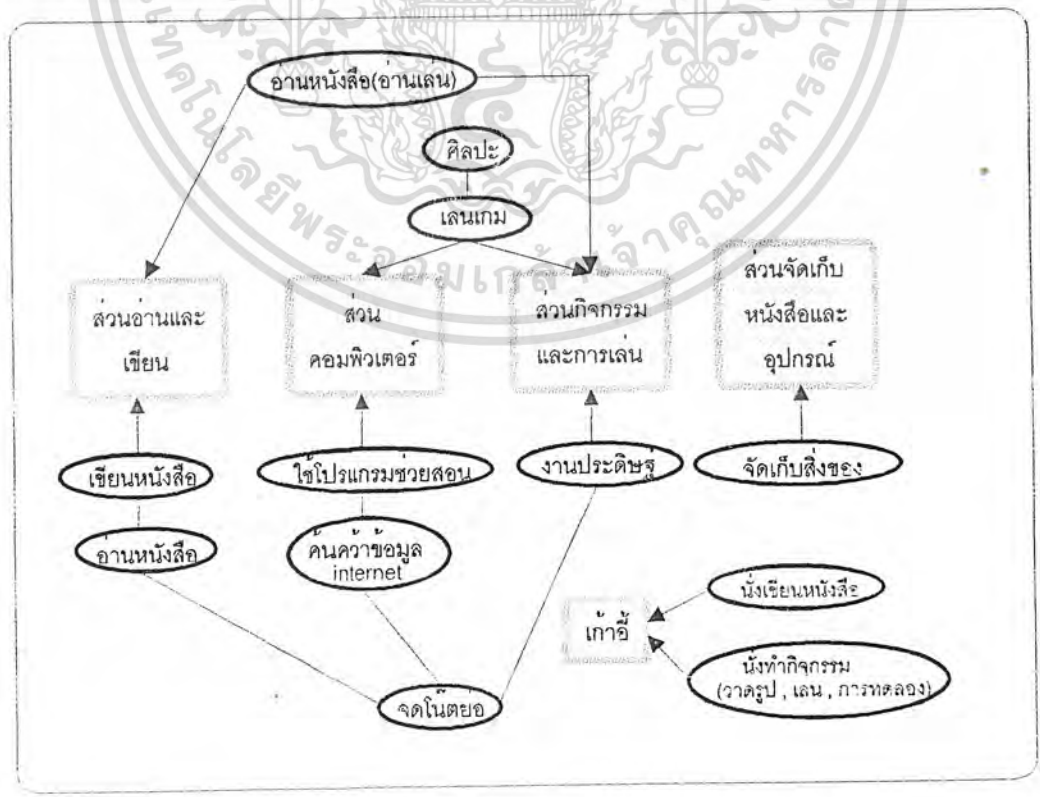 อ่านหนังสือ(อ่านเล่น)
ศิลปะ
เล่นเกม
ส่วนอ่านและ
เขียน
ส่วน
คอมพิวเตอร์
ส่วนกิจกรรม
และการเล่น
ส่วนจัดเก็บ
หนังสือและ
อุปกรณ์
เขียนหนังสือ
ใช้โปรแกรมช่วยสอน
งานประดิษฐ์
จัดเก็บสิ่งของ
อ่านหนังสือ
ค้นคว้าข้อมูล
internet
นั่งเขียนหนังสือ
เก้าอี้
นั่งทำกิจกรรม
(วาดรูป , เล่น , การทดลอง)
จดโน๊ตย่อ